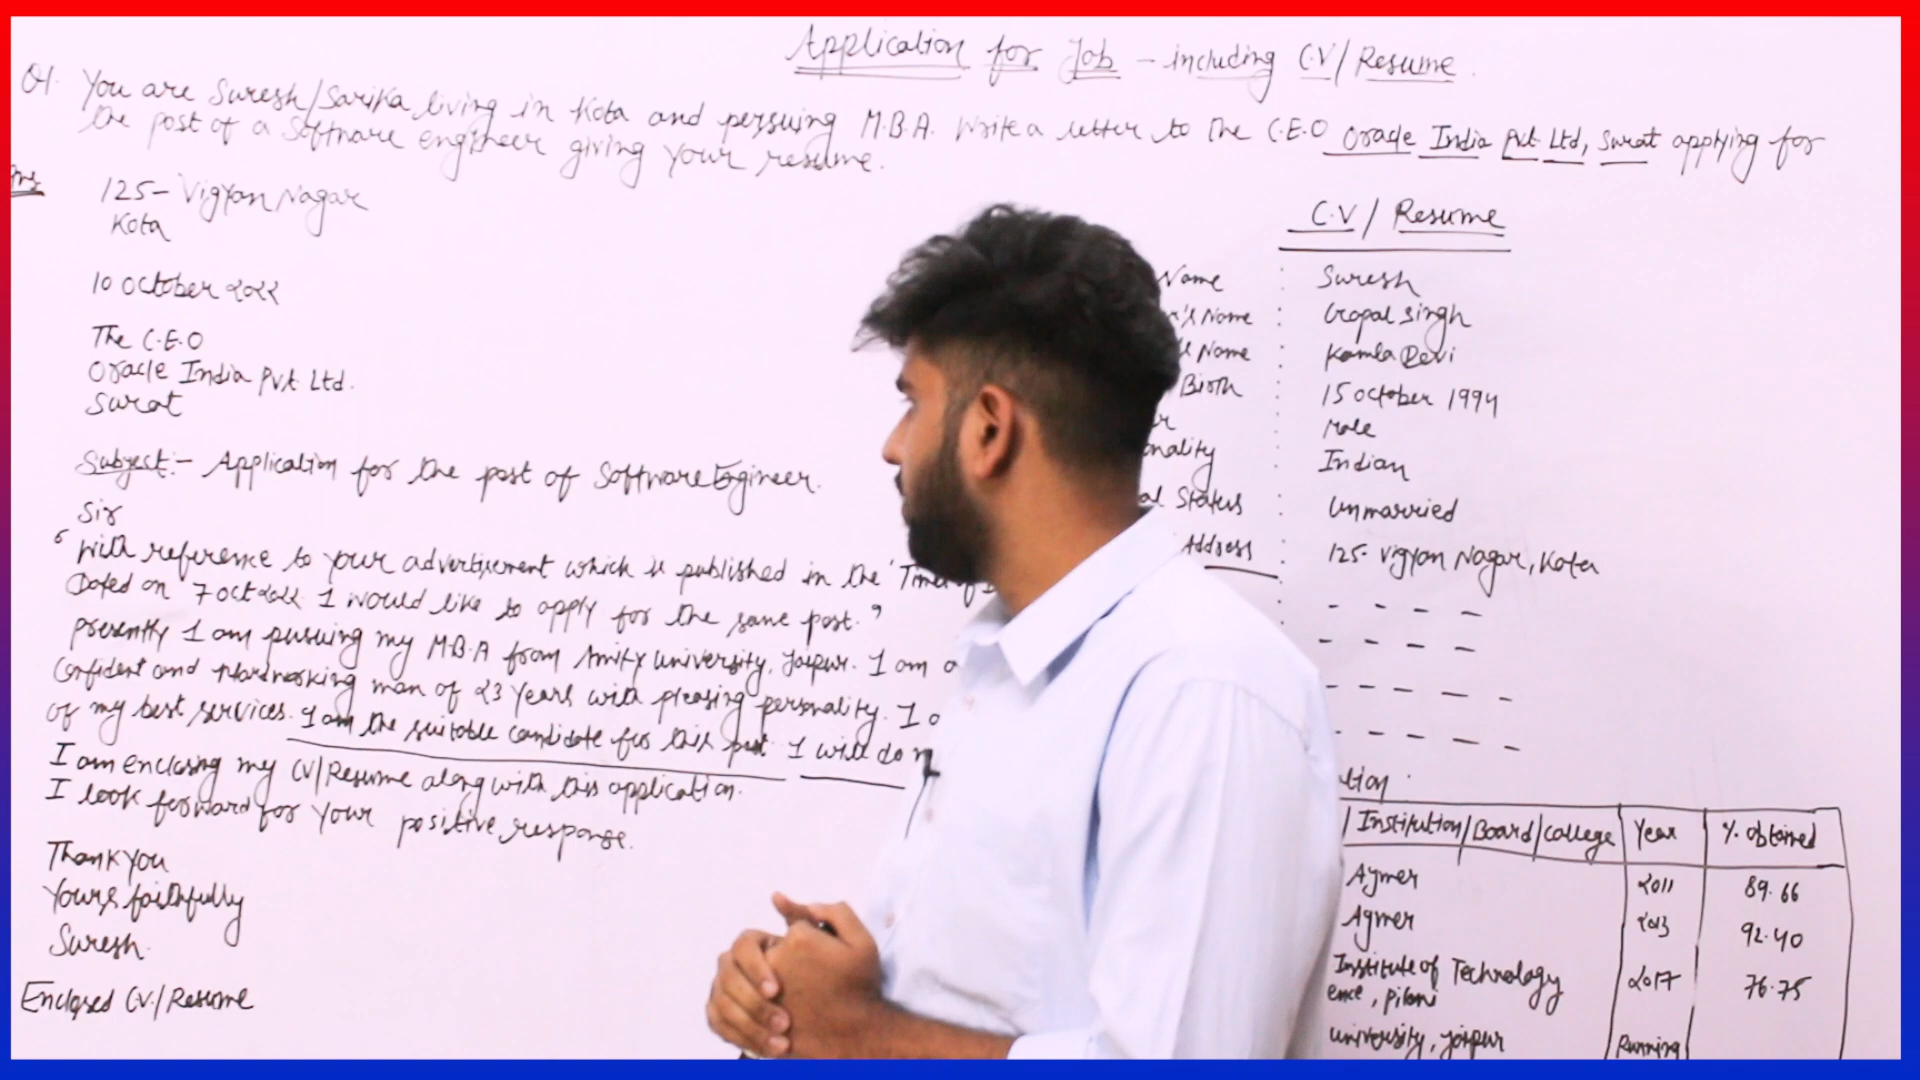 Application for Job - including C.V/Resume.
Q1. You are Suresh/Sarika living in Kota and persuing M.B.A. Write a letter to the C.E.O Oracle India Pvt. Ltd, Surat applying for
the post of a Software engineer giving your resume.
Ans
125- Vigyan Nagar
Kota
10 October 2022
The C.E.O
Oracle India Pvt Ltd.
Surat
Subject:- Application for the post of Software Engineer.
Sir
"With reference to your advertisement which is published in the 'Times of
Dated on 7 Oct 2022 I would like to apply for the same post."
presently I am pursuing my M.B.A from Amity University, Jaipur. I am a
Confident and Hardworking man of 23 years with pleasing personality. I
of my best services. I am the suitable candidate for this post. I will do
I am enclosing my CV/Resume along with this application.
I look forward for your positive response.
Thank you
Yours faithfully
Suresh.
Enclosed C.V./Resume
C.V/Resume
Name : Suresh
r's Name : Gopal Singh
Name : Kamla Devi
Birth : 15 October 1994
er : Male
onality : Indian
al Status : Unmarried
Address : 125- Vigyan Nagar, Kota
- - - -
- - - -
- - - - -
- - - - -
ation
/ Institution/Board/College Year % obtained
Ajmer 2011 89.66
Ajmer 2013 92.40
Institute of Technology 2017 76.75
ence, Pilani
University, Jaipur Running